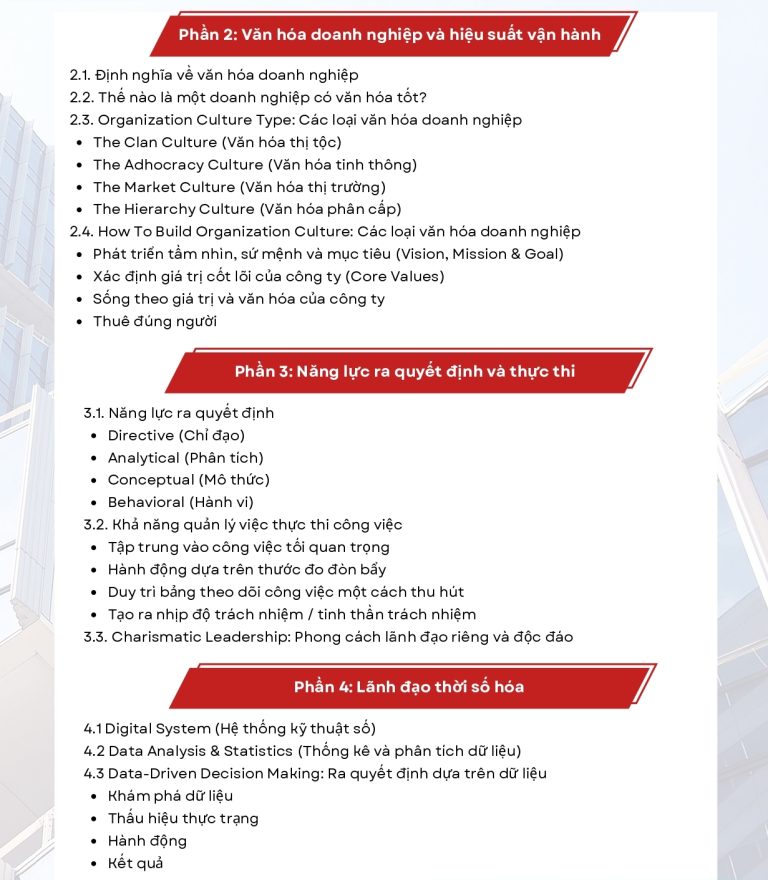 Phần 2: Văn hóa doanh nghiệp và hiệu suất vận hành
2.1. Định nghĩa về văn hóa doanh nghiệp
2.2. Thế nào là một doanh nghiệp có văn hóa tốt?
2.3. Organization Culture Type: Các loại văn hóa doanh nghiệp
• The Clan Culture (Văn hóa thị tộc)
• The Adhocracy Culture (Văn hóa tinh thông)
• The Market Culture (Văn hóa thị trường)
• The Hierarchy Culture (Văn hóa phân cấp)
2.4. How To Build Organization Culture: Các loại văn hóa doanh nghiệp
• Phát triển tầm nhìn, sứ mệnh và mục tiêu (Vision, Mission & Goal)
• Xác định giá trị cốt lõi của công ty (Core Values)
• Sống theo giá trị và văn hóa của công ty
• Thuê đúng người
Phần 3: Năng lực ra quyết định và thực thi
3.1. Năng lực ra quyết định
• Directive (Chỉ đạo)
• Analytical (Phân tích)
• Conceptual (Mô thức)
• Behavioral (Hành vi)
3.2. Khả năng quản lý việc thực thi công việc
• Tập trung vào công việc tối quan trọng
• Hành động dựa trên thước đo đòn bẩy
• Duy trì bảng theo dõi công việc một cách thu hút
• Tạo ra nhịp độ trách nhiệm / tinh thần trách nhiệm
3.3. Charismatic Leadership: Phong cách lãnh đạo riêng và độc đáo
Phần 4: Lãnh đạo thời số hóa
4.1 Digital System (Hệ thống kỹ thuật số)
4.2 Data Analysis & Statistics (Thống kê và phân tích dữ liệu)
4.3 Data-Driven Decision Making: Ra quyết định dựa trên dữ liệu
• Khám phá dữ liệu
• Thấu hiệu thực trạng
• Hành động
• Kết quả